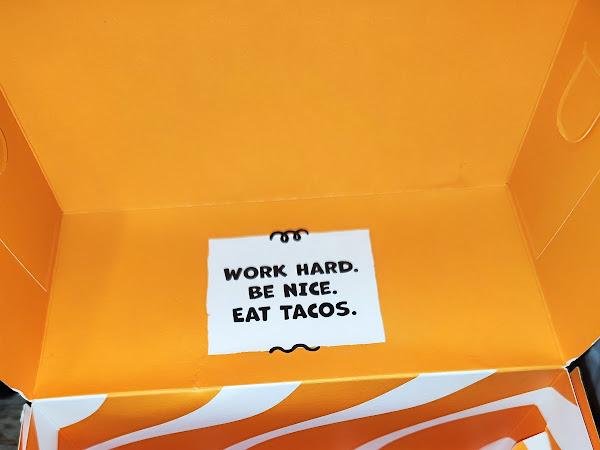 WORK HARD.
BE NICE.
EAT TACOS.